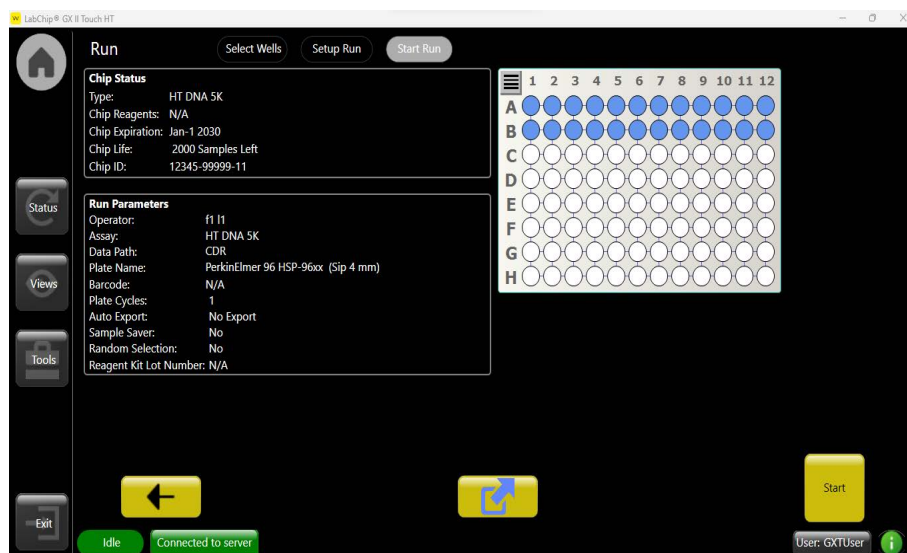 LabChip® GX II Touch HT
Run
Select Wells
Setup Run
Start Run
Chip Status
Type: HT DNA 5K
Chip Reagents: N/A
Chip Expiration: Jan-1 2030
Chip Life: 2000 Samples Left
Chip ID: 12345-99999-11
1 2 3 4 5 6 7 8 9 10 11 12
A
B
C
D
E
F
G
H
Status
Views
Tools
Exit
Run Parameters
Operator: f1 l1
Assay: HT DNA 5K
Data Path: CDR
Plate Name: PerkinElmer 96 HSP-96xx (Sip 4 mm)
Barcode: N/A
Plate Cycles: 1
Auto Export: No Export
Sample Saver: No
Random Selection: No
Reagent Kit Lot Number: N/A
Start
Idle
Connected to server
User: GXTUser
i